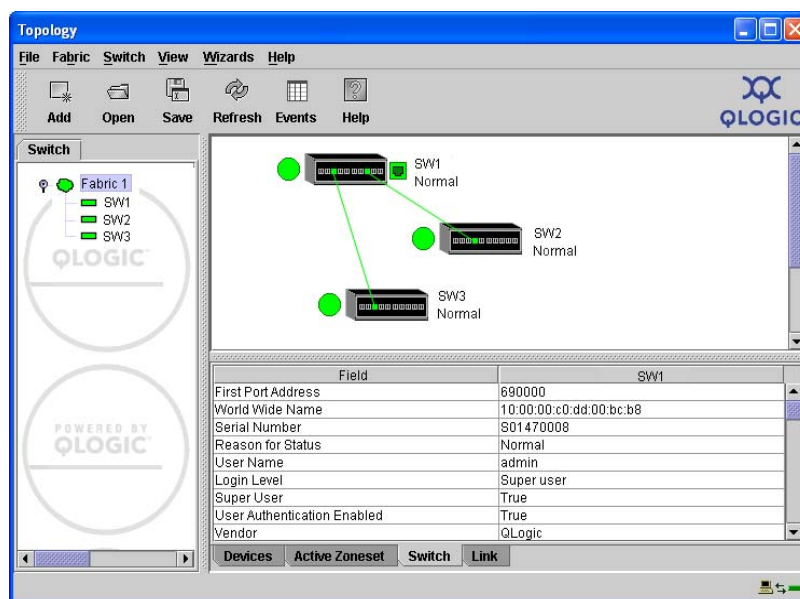 Topology
File Fabric Switch View Wizards Help
Add Open Save Refresh Events Help
QLOGIC
Switch
Fabric 1
SW1
SW2
SW3
QLOGIC
POWERED BY
QLOGIC
SW1
Normal
SW2
Normal
SW3
Normal
Field SW1
First Port Address 690000
World Wide Name 10:00:00:c0:dd:00:bc:b8
Serial Number S01470008
Reason for Status Normal
User Name admin
Login Level Super user
Super User True
User Authentication Enabled True
Vendor QLogic
Devices Active Zoneset Switch Link